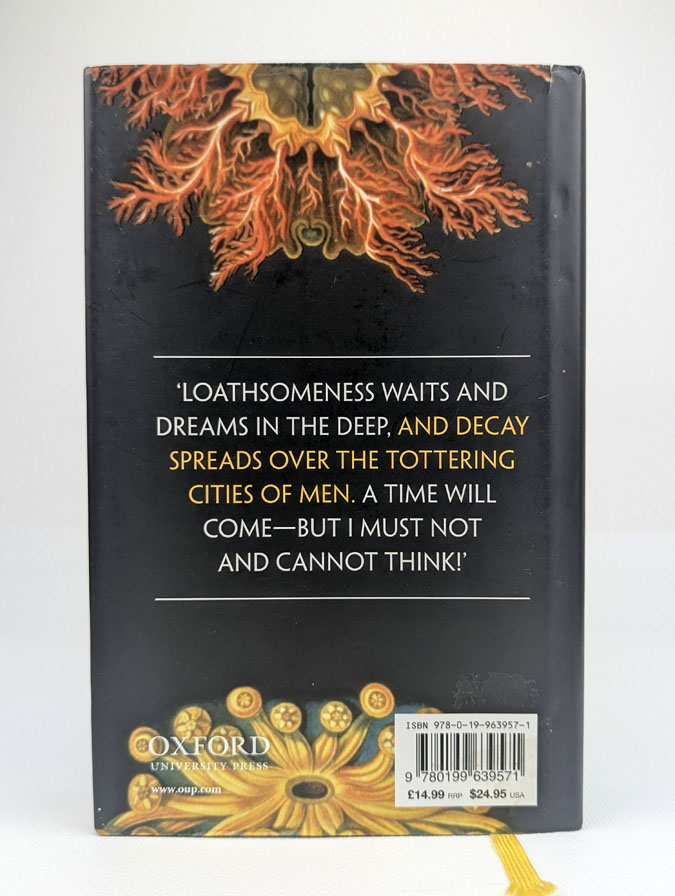 ‘LOATHSOMENESS WAITS AND
DREAMS IN THE DEEP, AND DECAY
SPREADS OVER THE TOTTERING
CITIES OF MEN. A TIME WILL
COME—BUT I MUST NOT
AND CANNOT THINK!’
OXFORD
UNIVERSITY PRESS
www.oup.com
ISBN 978-0-19-963957-1
9 780199 639571
£14.99 RRP $24.95 USA